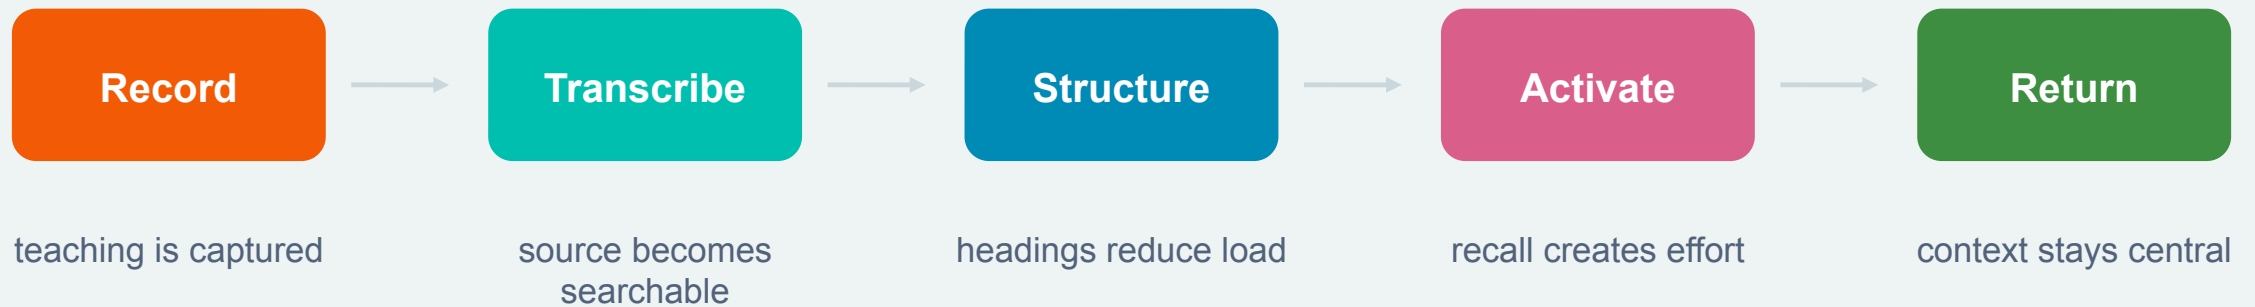 Record
Transcribe
Structure
Activate
Return
teaching is captured
source becomes
searchable
headings reduce load
recall creates effort
context stays central